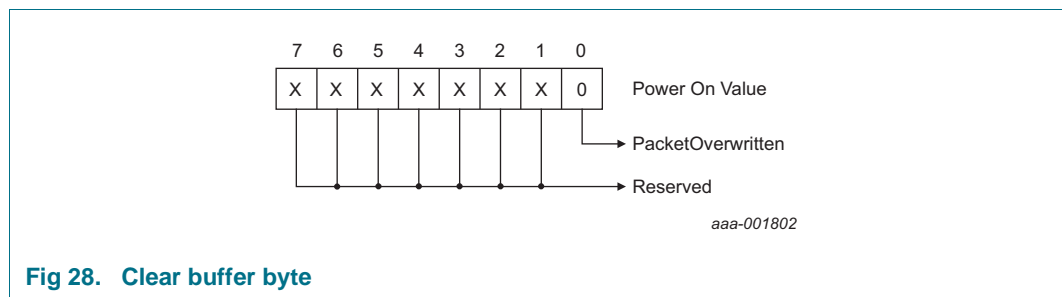 7 6 5 4 3 2 1 0
X X X X X X X 0 Power On Value
PacketOverwritten
Reserved
aaa-001802
Fig 28. Clear buffer byte